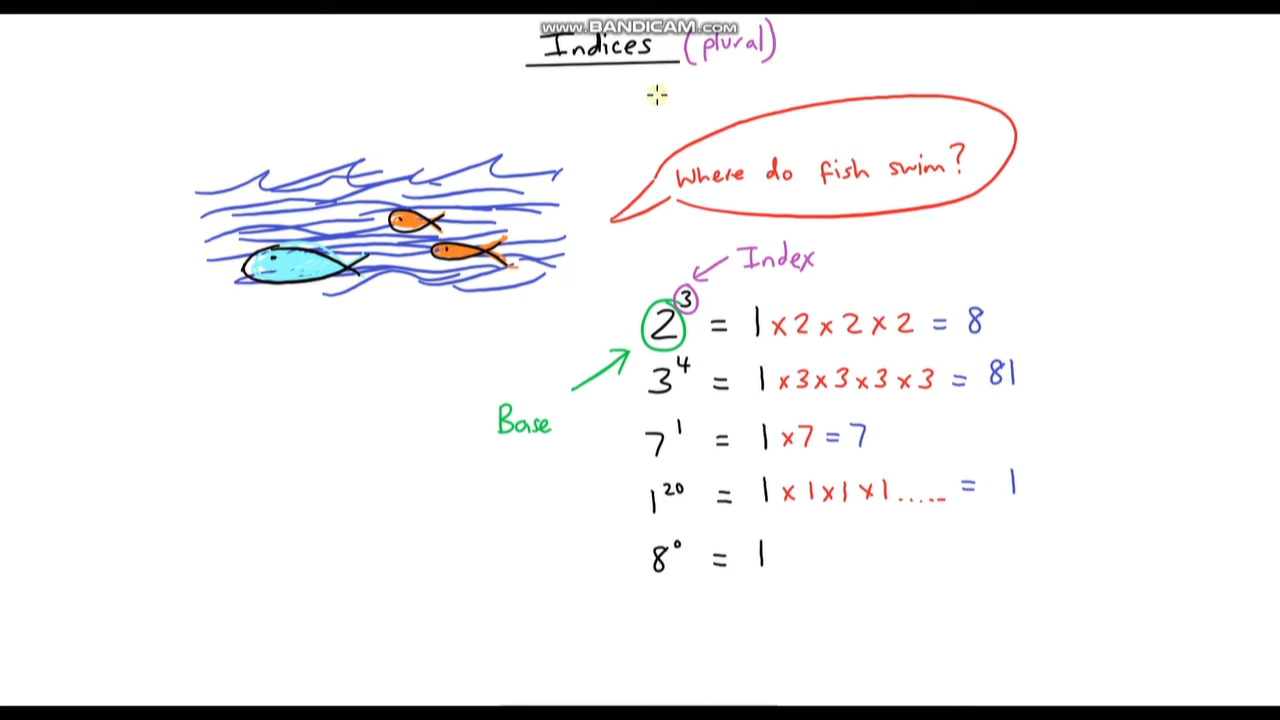 www.BANDICAM.com
Indices (plural)
Where do fish swim?
Index
2³ = 1 × 2 × 2 × 2 = 8
3⁴ = 1 × 3 × 3 × 3 × 3 = 81
Base
7¹ = 1 × 7 = 7
1²⁰ = 1 × 1 × 1 × 1 ...... = 1
8⁰ = 1